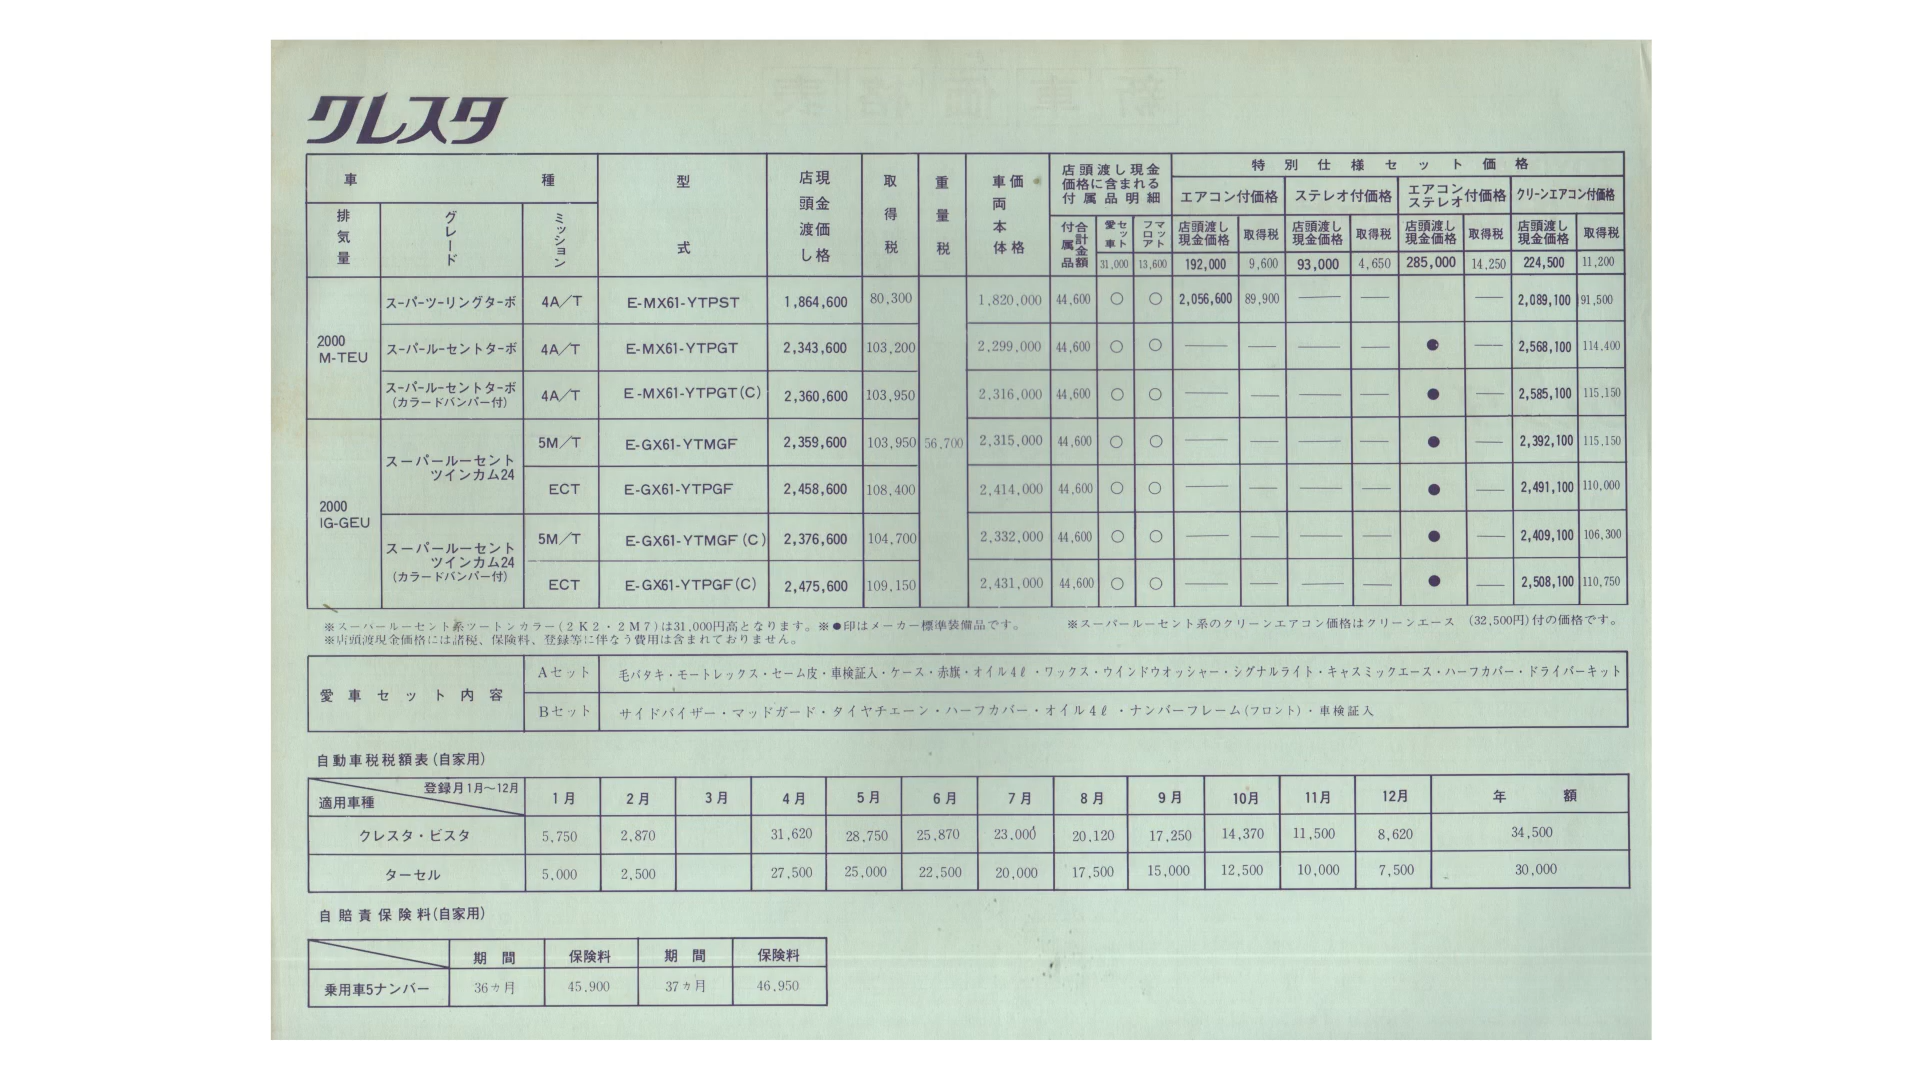 クレスタ
車種 型式 店頭渡し現金価格 取得税 重量税 車両本体価格 店頭渡し現金価格に含まれる付属品明細 特別仕様セット価格
エアコン付価格 ステレオ付価格 エアコンステレオ付価格 クリーンエアコン付価格
排気量 グレード ミッション 付属品合計金額 愛車セット フロアマット 店頭渡し現金価格 取得税 店頭渡し現金価格 取得税 店頭渡し現金価格 取得税 店頭渡し現金価格 取得税
31,000 13,600 192,000 9,600 93,000 4,650 285,000 14,250 224,500 11,200
2000 M-TEU スーパーツーリングターボ 4A/T E-MX61-YTPST 1,864,600 80,300 1,820,000 44,600 ○ ○ 2,056,600 89,900 — — — 2,089,100 91,500
スーパールーセントターボ 4A/T E-MX61-YTPGT 2,343,600 103,200 2,299,000 44,600 ○ ○ — — — — ● — 2,568,100 114,400
スーパールーセントターボ(カラードバンパー付) 4A/T E-MX61-YTPGT(C) 2,360,600 103,950 2,316,000 44,600 ○ ○ — — — — ● — 2,585,100 115,150
2000 IG-GEU スーパールーセントツインカム24 5M/T E-GX61-YTMGF 2,359,600 103,950 56,700 2,315,000 44,600 ○ ○ — — — — ● — 2,392,100 115,150
ECT E-GX61-YTPGF 2,458,600 108,400 2,414,000 44,600 ○ ○ — — — — ● — 2,491,100 110,000
スーパールーセントツインカム24(カラードバンパー付) 5M/T E-GX61-YTMGF(C) 2,376,600 104,700 2,332,000 44,600 ○ ○ — — — — ● — 2,409,100 106,300
ECT E-GX61-YTPGF(C) 2,475,600 109,150 2,431,000 44,600 ○ ○ — — — — ● — 2,508,100 110,750
※スーパールーセント系ツートンカラー(2K2・2M7)は31,000円高となります。※●印はメーカー標準装備品です。 ※スーパールーセント系のクリーンエアコン価格はクリーンエース (32,500円)付の価格です。
※店頭渡現金価格には諸税、保険料、登録等に伴なう費用は含まれておりません。
愛車セット内容 Aセット 毛バタキ・モートレックス・セーム皮・車検証入・ケース・赤旗・オイル4ℓ・ワックス・ウインドウオッシャー・シグナルライト・キャスミックエース・ハーフカバー・ドライバーキット
Bセット サイドバイザー・マッドガード・タイヤチェーン・ハーフカバー・オイル4ℓ・ナンバーフレーム(フロント)・車検証入
自動車税税額表(自家用)
登録月1月〜12月 適用車種 1月 2月 3月 4月 5月 6月 7月 8月 9月 10月 11月 12月 年額
クレスタ・ビスタ 5,750 2,870 31,620 28,750 25,870 23,000 20,120 17,250 14,370 11,500 8,620 34,500
ターセル 5,000 2,500 27,500 25,000 22,500 20,000 17,500 15,000 12,500 10,000 7,500 30,000
自賠責保険料(自家用)
期間 保険料 期間 保険料
乗用車5ナンバー 36ヵ月 45,900 37ヵ月 46,950